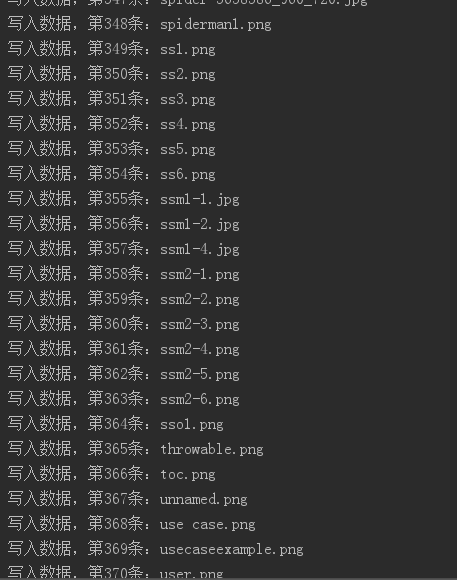 写入数据，第347条：spider-5038380_960_720.jpg
写入数据，第348条：spiderman1.png
写入数据，第349条：ss1.png
写入数据，第350条：ss2.png
写入数据，第351条：ss3.png
写入数据，第352条：ss4.png
写入数据，第353条：ss5.png
写入数据，第354条：ss6.png
写入数据，第355条：ssm1-1.jpg
写入数据，第356条：ssm1-2.jpg
写入数据，第357条：ssm1-4.jpg
写入数据，第358条：ssm2-1.png
写入数据，第359条：ssm2-2.png
写入数据，第360条：ssm2-3.png
写入数据，第361条：ssm2-4.png
写入数据，第362条：ssm2-5.png
写入数据，第363条：ssm2-6.png
写入数据，第364条：sso1.png
写入数据，第365条：throwable.png
写入数据，第366条：toc.png
写入数据，第367条：unnamed.png
写入数据，第368条：use case.png
写入数据，第369条：usecaseexample.png
写入数据，第370条：user.png